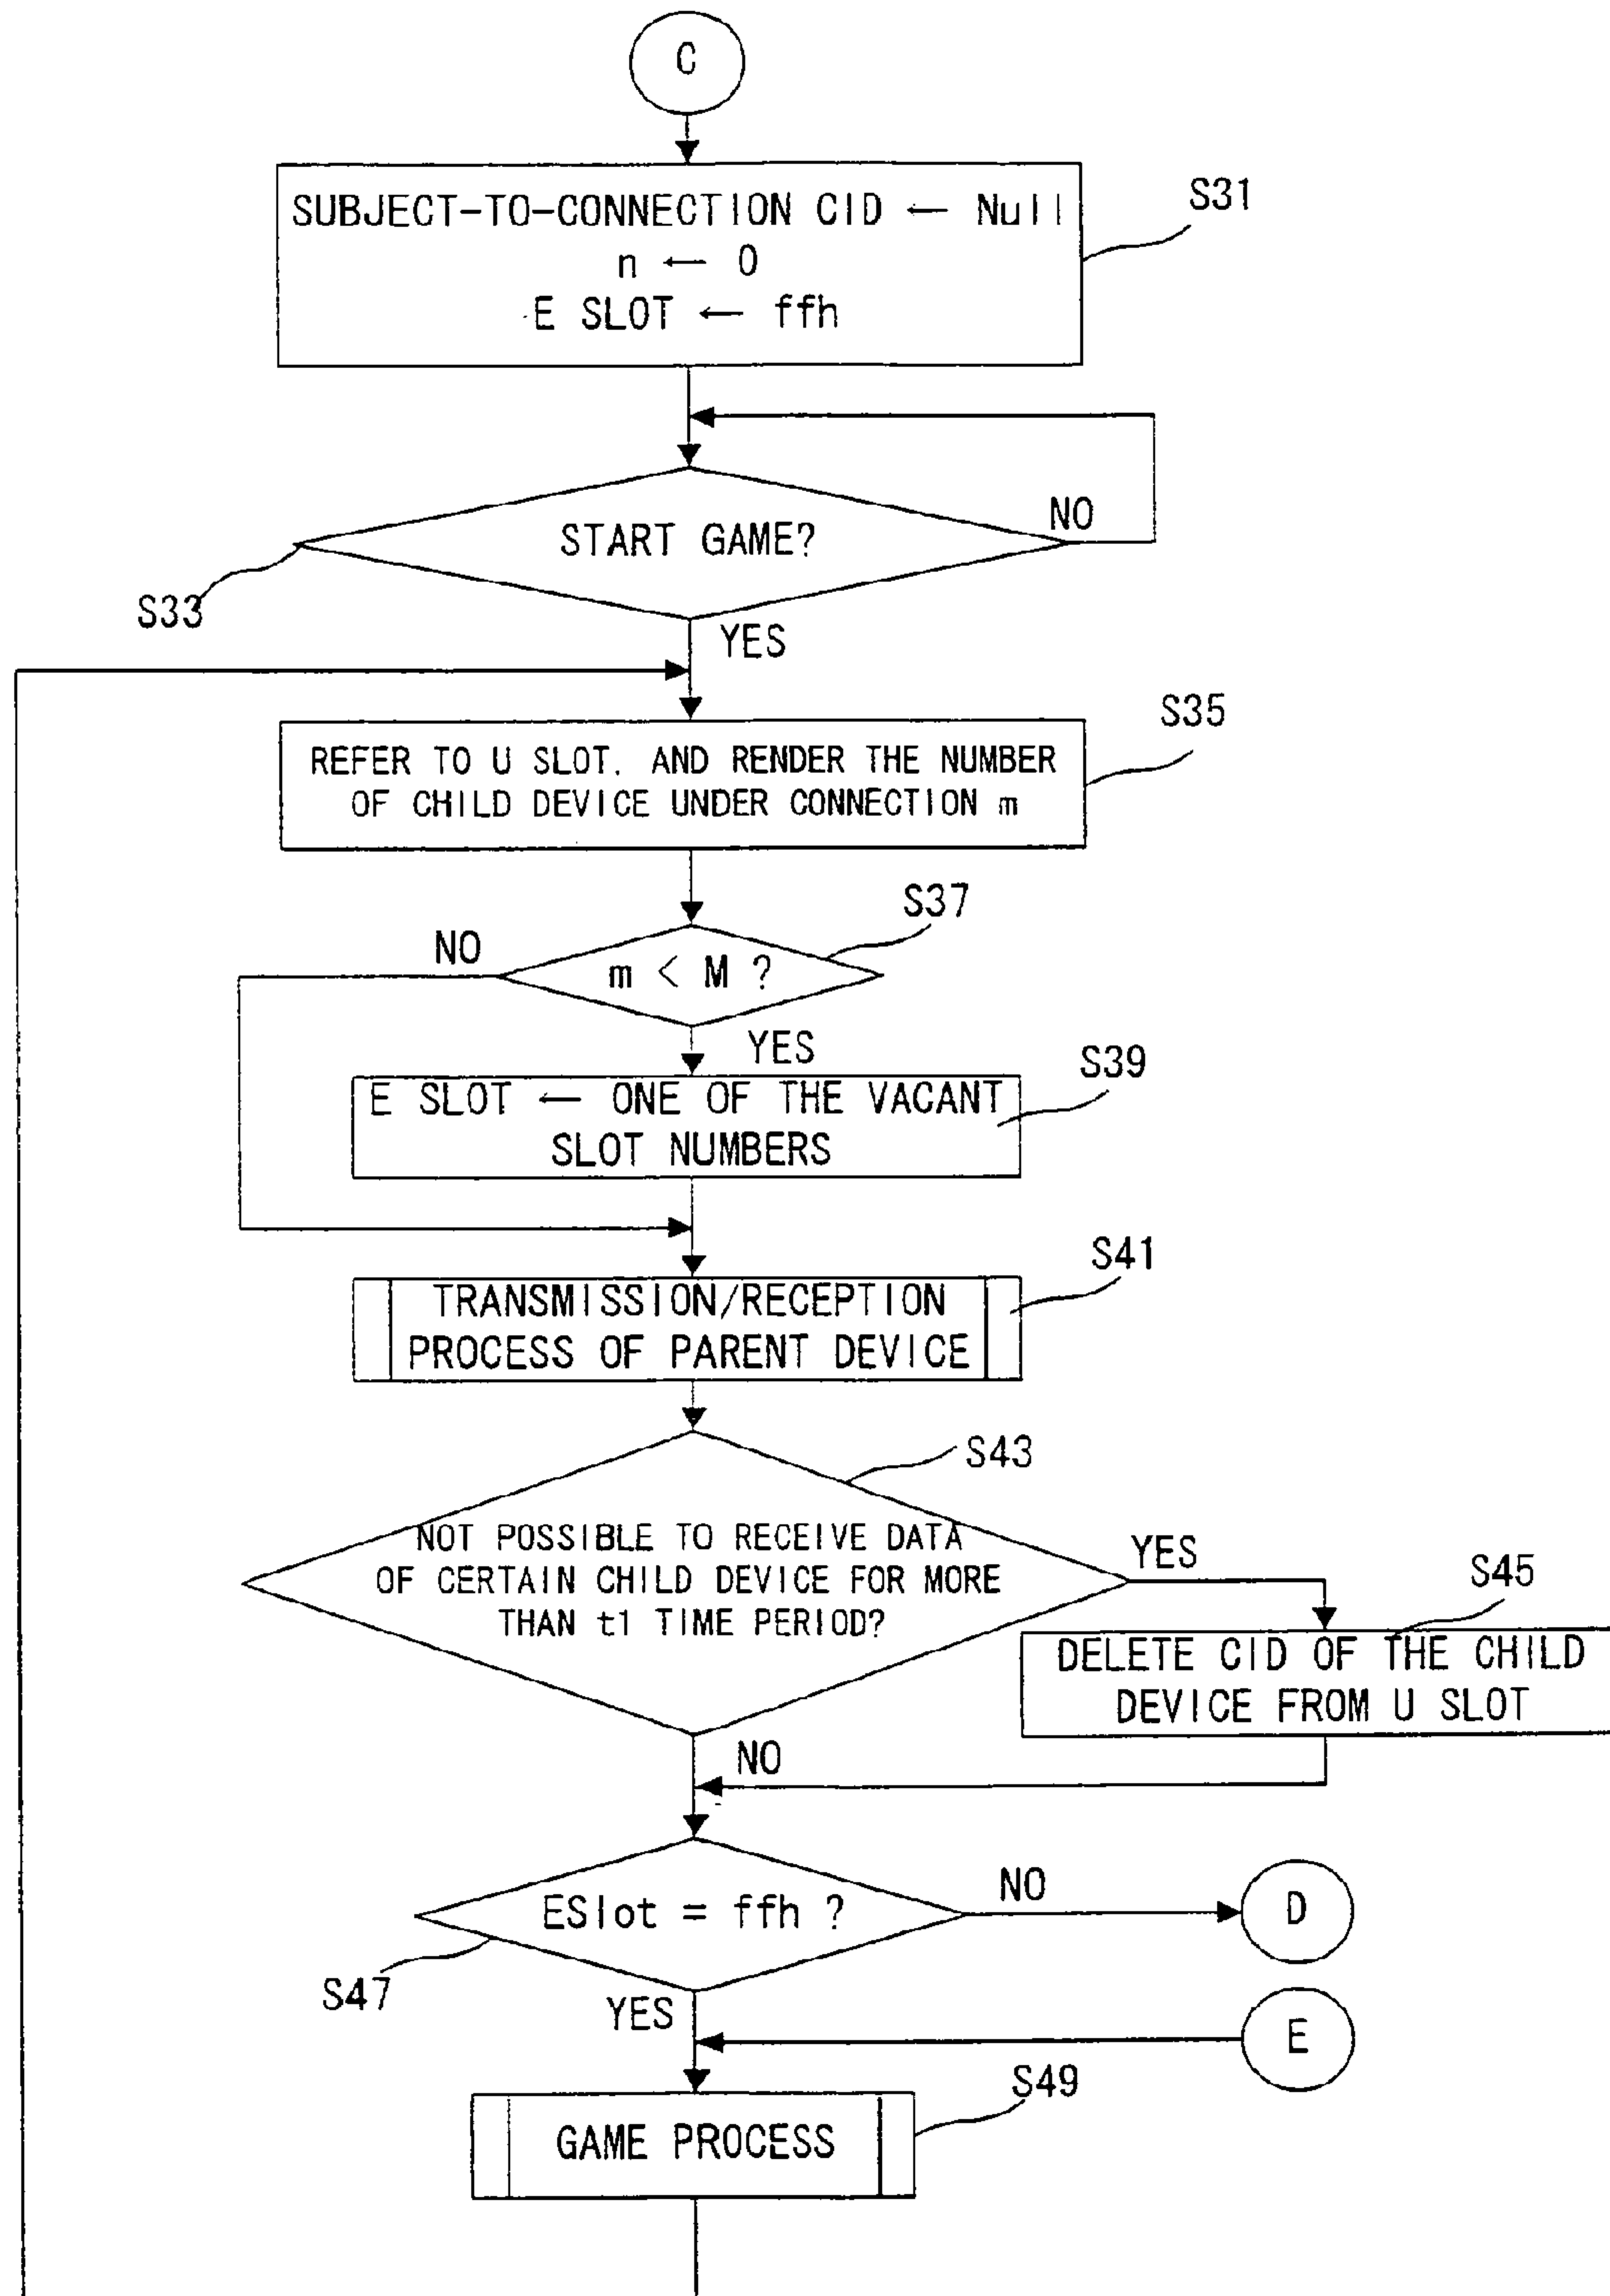 C
SUBJECT-TO-CONNECTION CID ← Null
n ← 0
E SLOT ← ffh
S31
START GAME?
NO
S33
YES
S35
REFER TO U SLOT. AND RENDER THE NUMBER
OF CHILD DEVICE UNDER CONNECTION m
S37
NO
m < M ?
YES
S39
E SLOT ← ONE OF THE VACANT
SLOT NUMBERS
S41
TRANSMISSION/RECEPTION
PROCESS OF PARENT DEVICE
S43
NOT POSSIBLE TO RECEIVE DATA
OF CERTAIN CHILD DEVICE FOR MORE
THAN t1 TIME PERIOD?
YES
S45
DELETE CID OF THE CHILD
DEVICE FROM U SLOT
NO
ESlot = ffh ?
NO
D
S47
YES
E
S49
GAME PROCESS